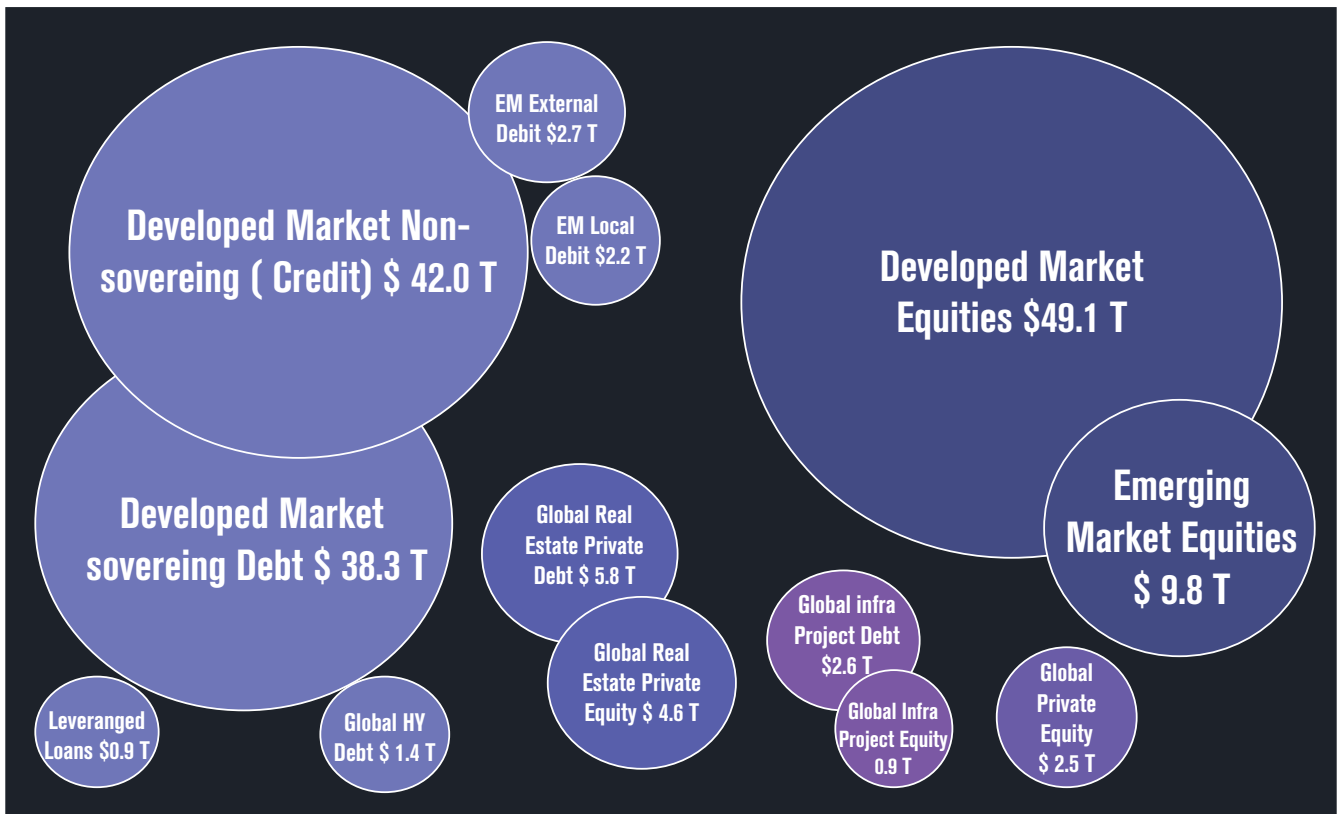 EM External
Debit $2.7 T
Developed Market Non-
sovereing ( Credit) $ 42.0 T
EM Local
Debit $2.2 T
Developed Market
Equities $49.1 T
Developed Market
sovereing Debt $ 38.3 T
Emerging
Market Equities
$ 9.8 T
Global Real
Estate Private
Debt $ 5.8 T
Global Real
Estate Private
Equity $ 4.6 T
Global infra
Project Debt
$2.6 T
Global Infra
Project Equity
0.9 T
Global
Private
Equity
$ 2.5 T
Leveranged
Loans $0.9 T
Global HY
Debt $ 1.4 T